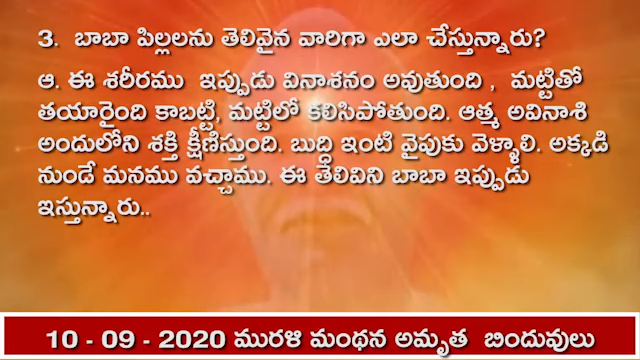 3. బాబా పిల్లలను తెలివైన వారిగా ఎలా చేస్తున్నారు?
ఆ. ఈ శరీరము ఇప్పుడు వినాశనం అవుతుంది , మట్టితో
తయారైంది కాబట్టి, మట్టిలో కలిసిపోతుంది. ఆత్మ అవినాశి
అందులోని శక్తి క్షీణిస్తుంది. బుద్ధి ఇంటి వైపుకు వెళ్ళాలి. అక్కడి
నుండే మనము వచ్చాము. ఈ తెలివిని బాబా ఇప్పుడు
ఇస్తున్నారు..
10 - 09 - 2020 మురళి మంథన అమృత బిందువులు